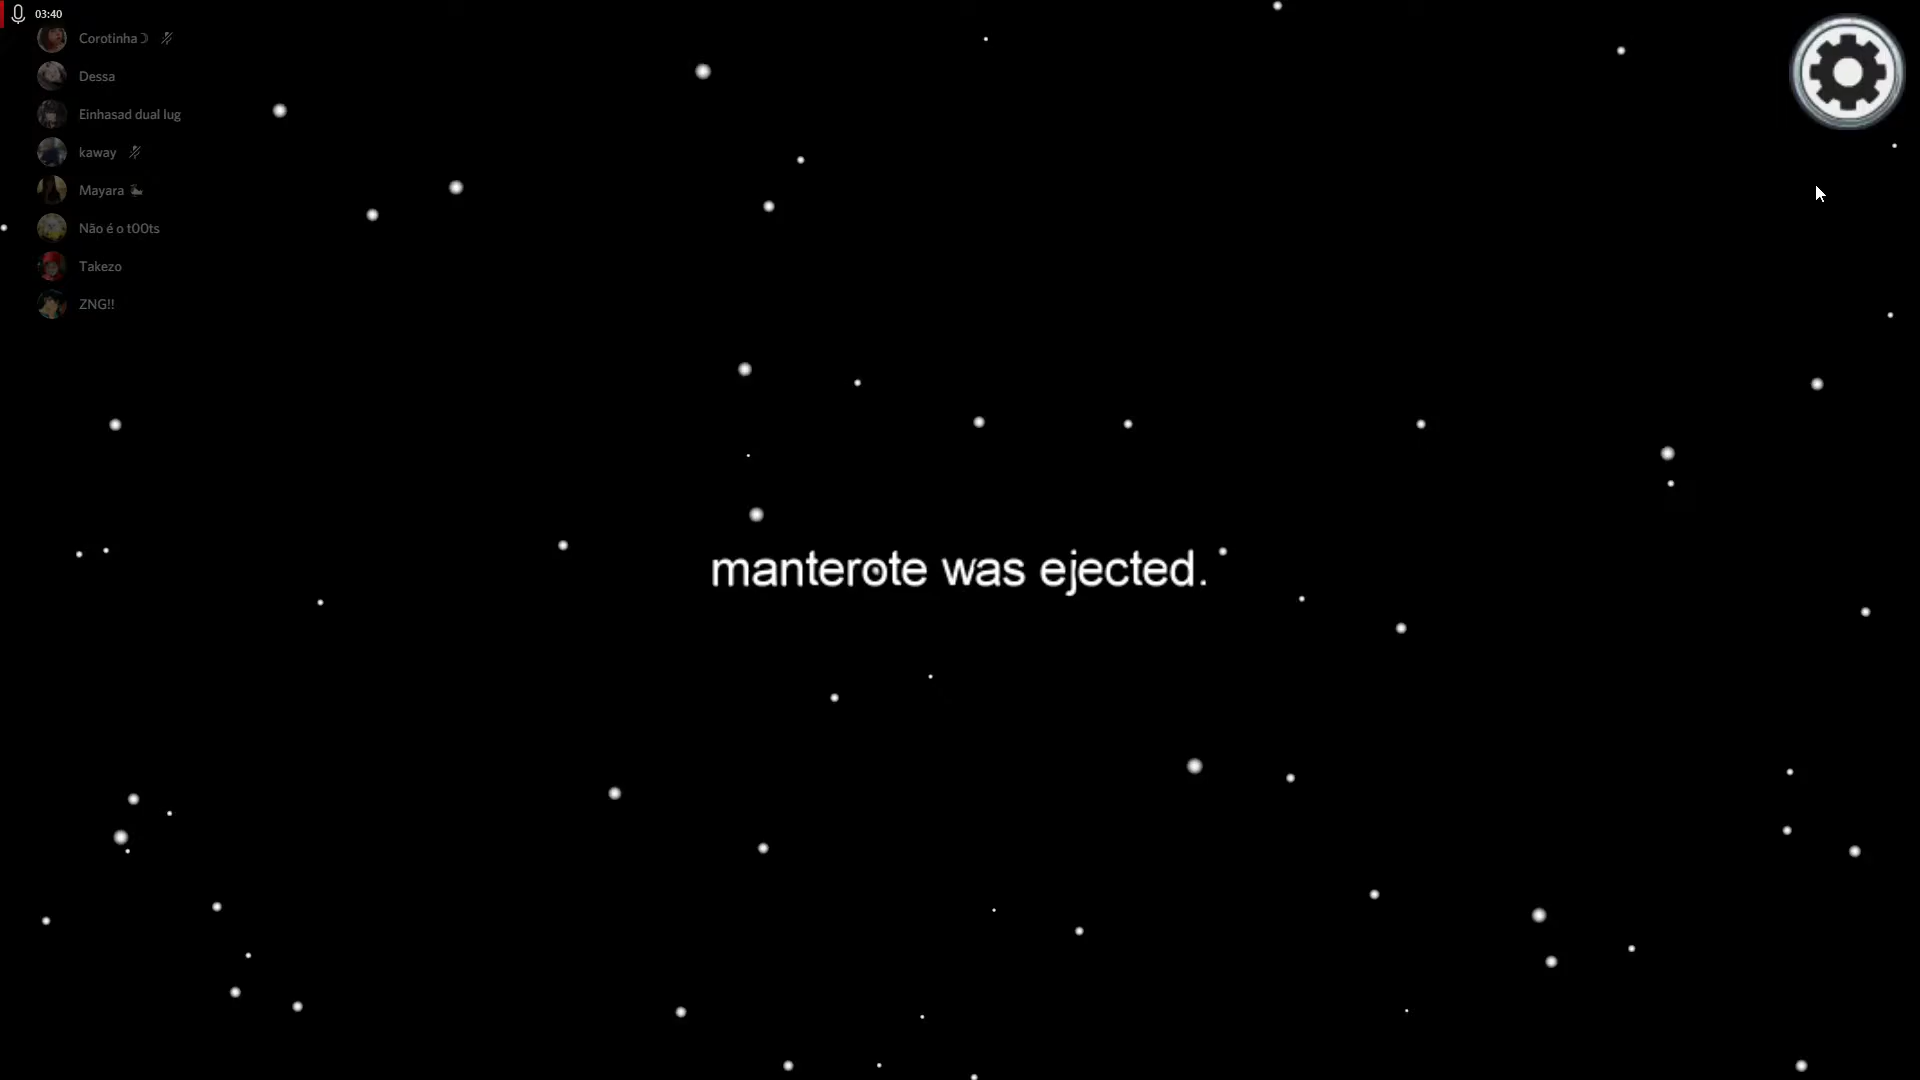 03:40
Corotinha
Dessa
Einhasad dual lug
kaway
Mayara
Não é o t00ts
Takezo
ZNG!!
manterote was ejected.